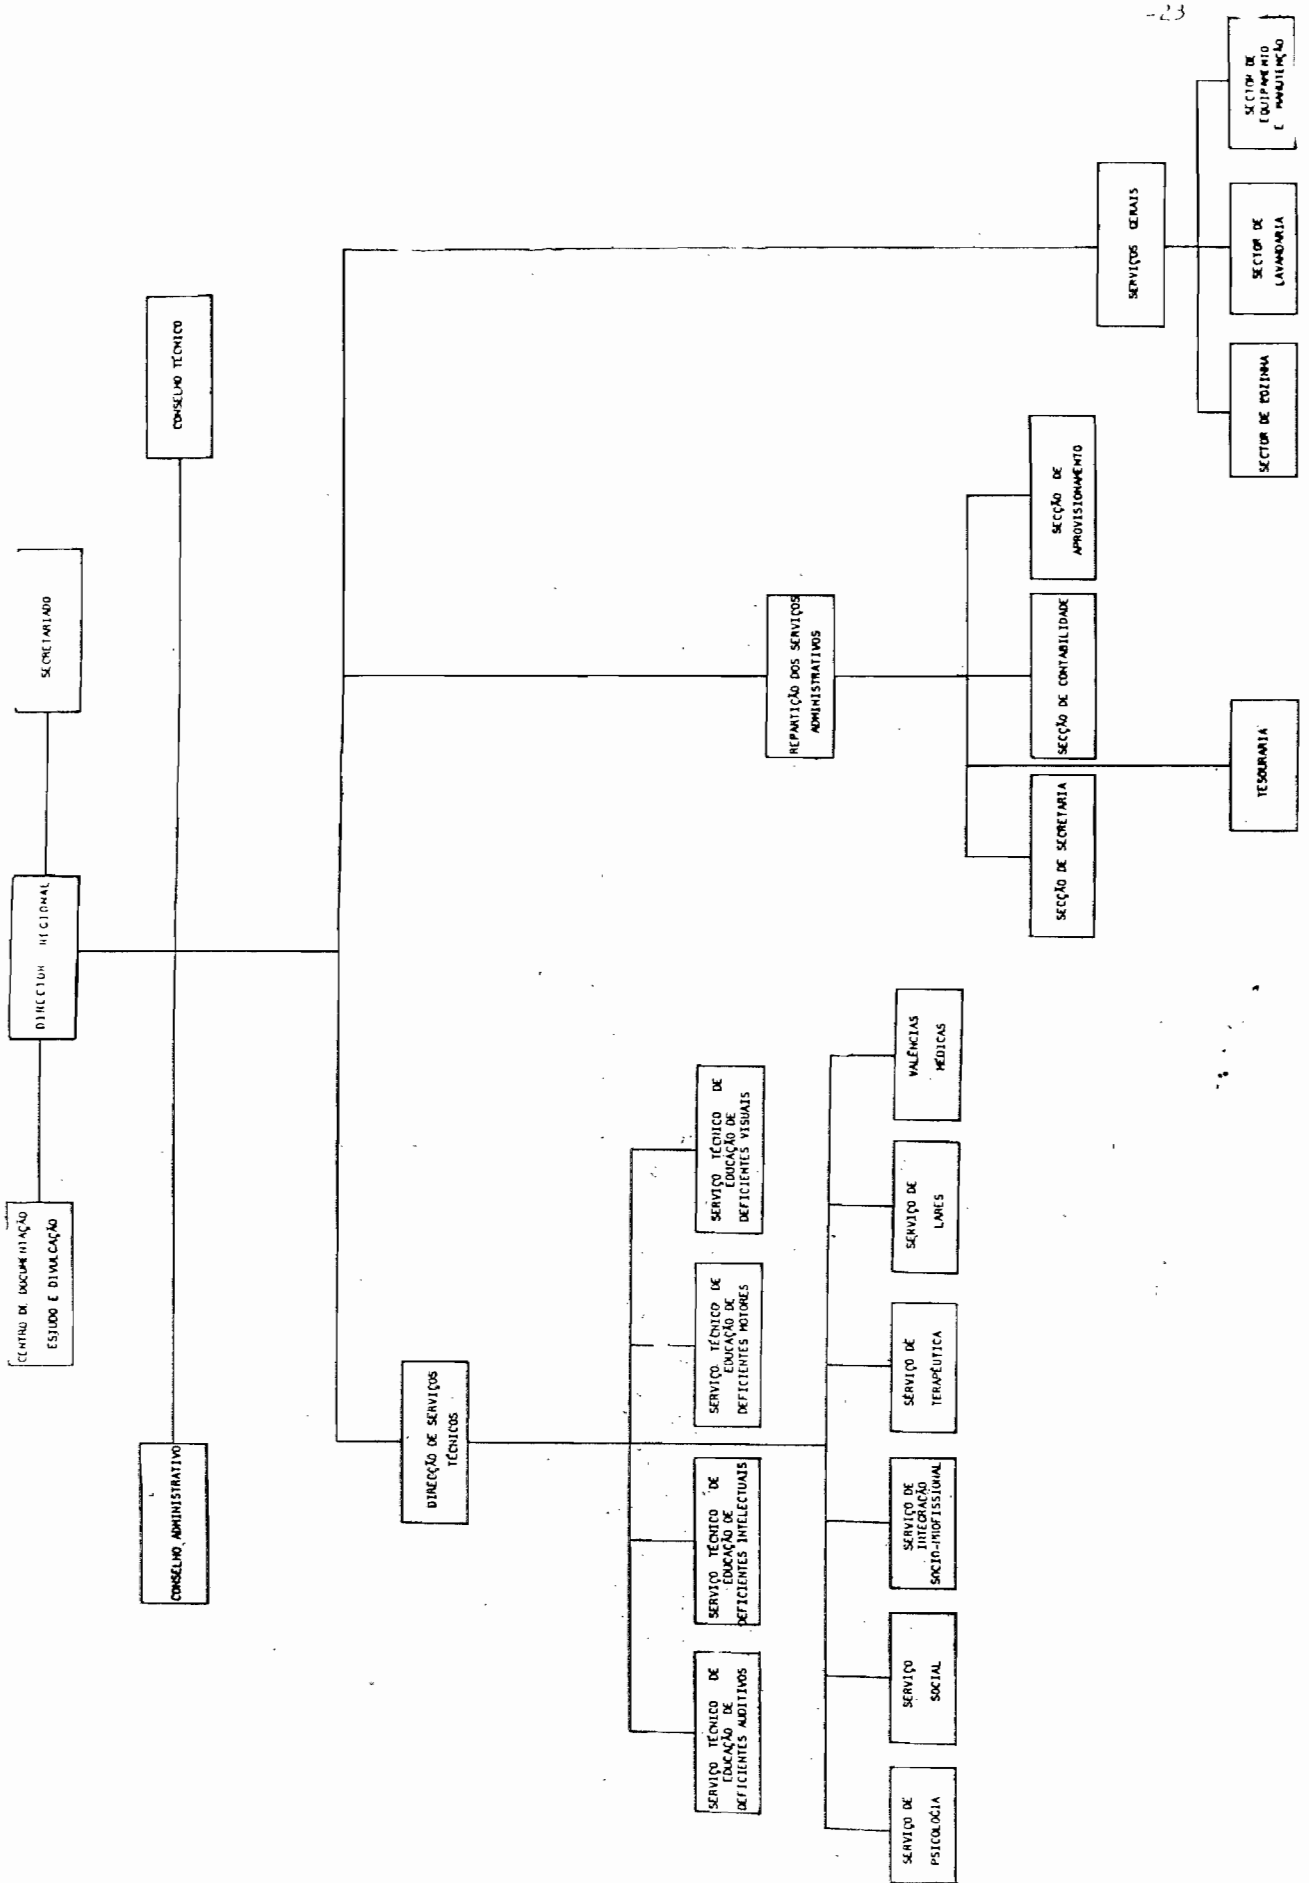 -23
CENTRO DE DOCUMENTAÇÃO
ESTUDO E DIVULGAÇÃO
DIRECTOR REGIONAL
SECRETARIADO
CONSELHO ADMINISTRATIVO
CONSELHO TÉCNICO
DIRECÇÃO DE SERVIÇOS
TÉCNICOS
SERVIÇO TÉCNICO DE
EDUCAÇÃO DE
DEFICIENTES AUDITIVOS
SERVIÇO TÉCNICO DE
EDUCAÇÃO DE
DEFICIENTES INTELECTUAIS
SERVIÇO TÉCNICO DE
EDUCAÇÃO DE
DEFICIENTES MOTORES
SERVIÇO TÉCNICO DE
EDUCAÇÃO DE
DEFICIENTES VISUAIS
SERVIÇO DE
PSICOLOGIA
SERVIÇO
SOCIAL
SERVIÇO DE
INTEGRAÇÃO
SOCIO-PROFISSIONAL
SERVIÇO DE
TERAPÊUTICA
SERVIÇO DE
LARES
VALÊNCIAS
MÉDICAS
REPARTIÇÃO DOS SERVIÇOS
ADMINISTRATIVOS
SECÇÃO DE SECRETARIA
SECÇÃO DE CONTABILIDADE
SECÇÃO DE
APROVISIONAMENTO
TESOURARIA
SERVIÇOS GERAIS
SECTOR DE COZINHA
SECTOR DE
LAVANDARIA
SECTOR DE
EQUIPAMENTO
E MANUTENÇÃO